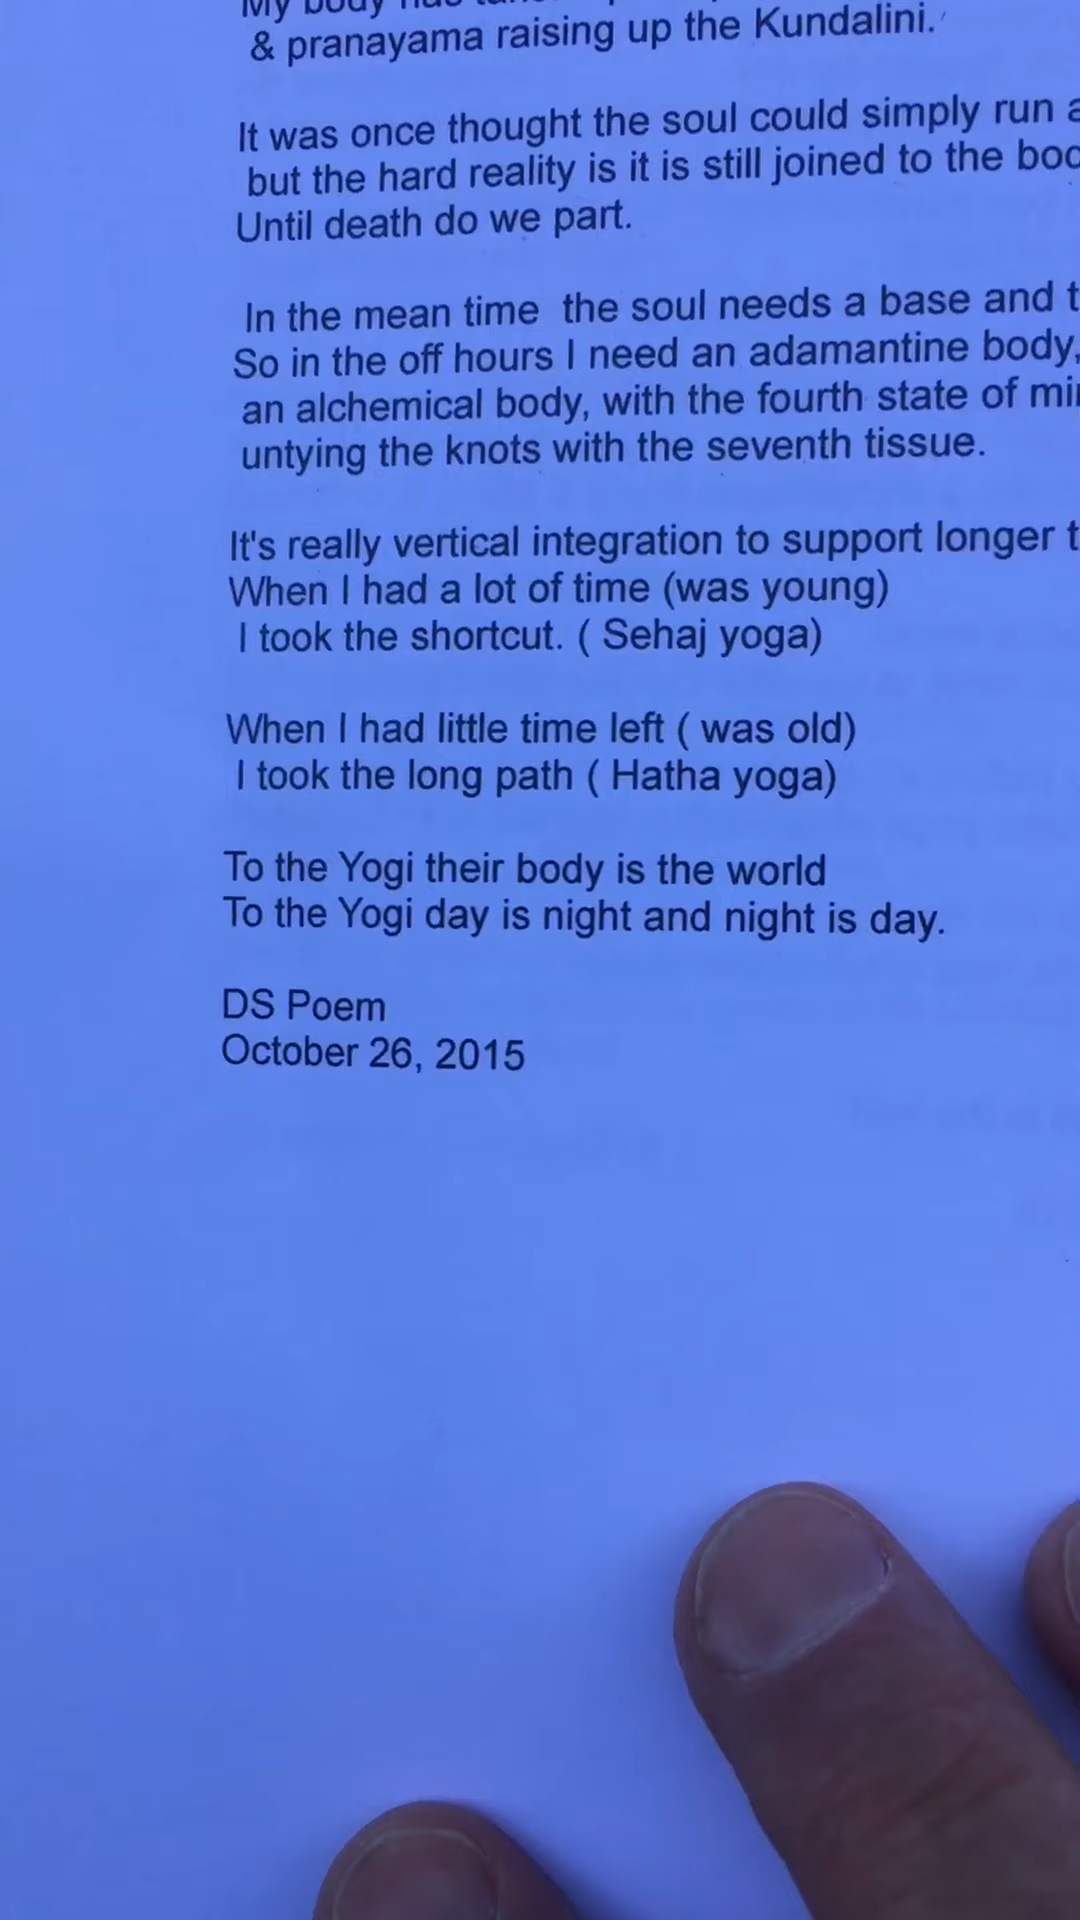 My body has
& pranayama raising up the Kundalini.
It was once thought the soul could simply run
but the hard reality is it is still joined to the
Until death do we part.
In the mean time the soul needs a base and
So in the off hours I need an adamantine body,
an alchemical body, with the fourth state of
untying the knots with the seventh tissue.
It's really vertical integration to support longer
When I had a lot of time (was young)
I took the shortcut. ( Sehaj yoga)
When I had little time left ( was old)
I took the long path ( Hatha yoga)
To the Yogi their body is the world
To the Yogi day is night and night is day.
DS Poem
October 26, 2015